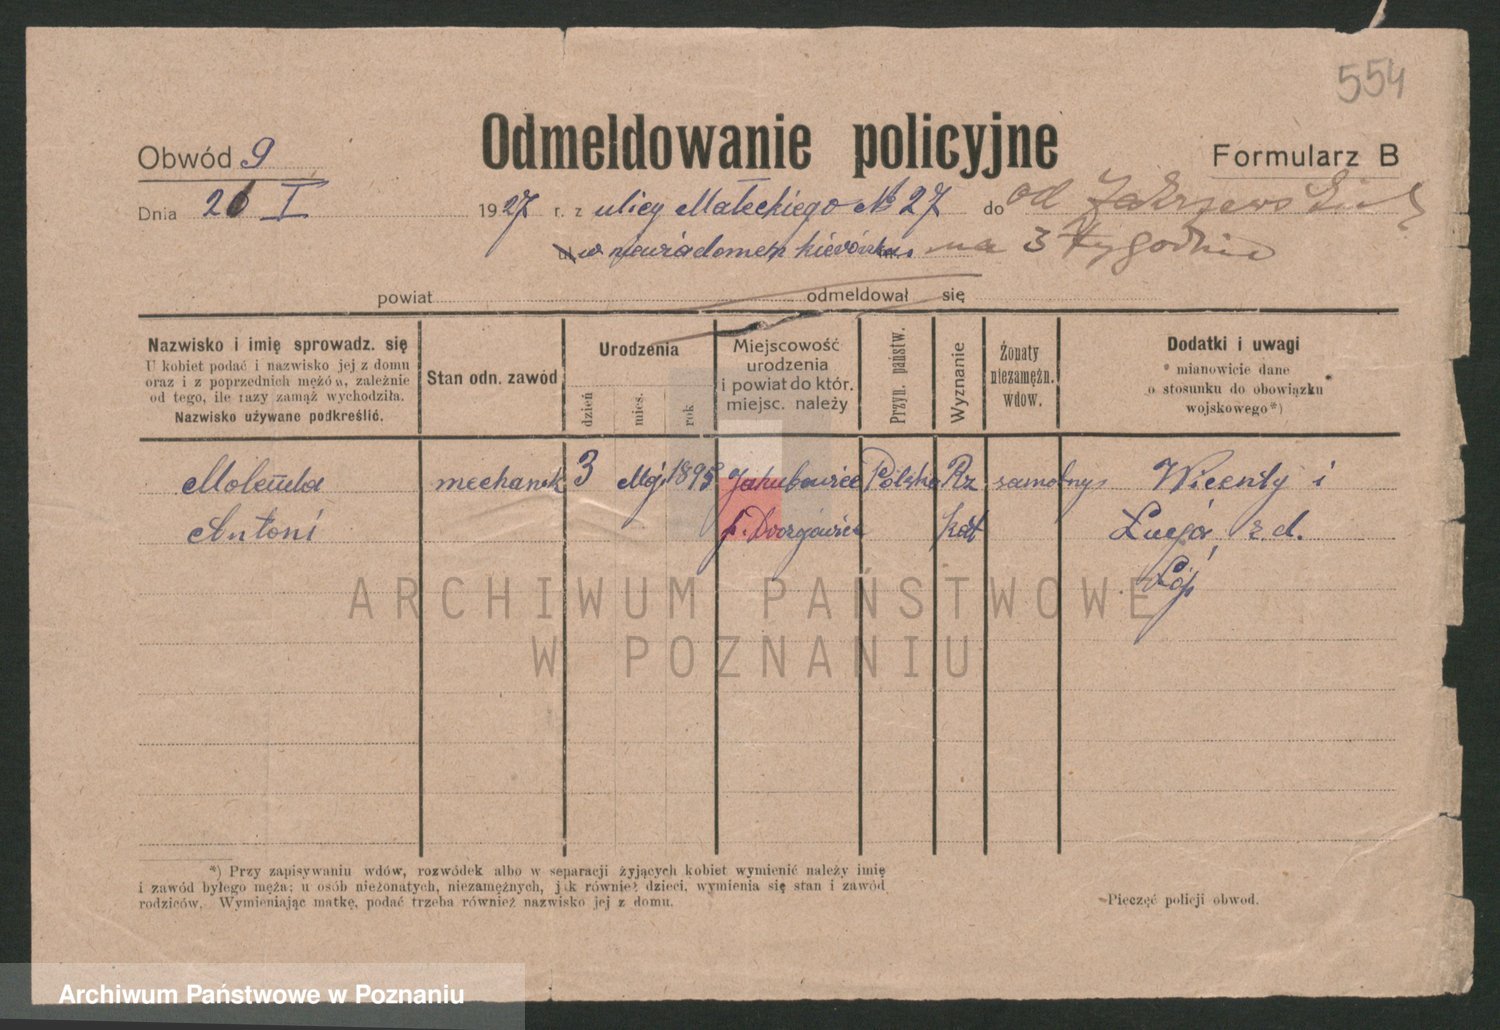 554
Odmeldowanie policyjne
Obwód 9
Formularz B
Dnia 26 I 1927 r. z ulicy Małeckiego № 27 do od
w niewiadomem na 3 tygodnie
powiat odmeldował się
Nazwisko i imię sprowadz. się
U kobiet podać i nazwisko jej z domu
oraz i z poprzednich mężów, zależnie
od tego, ile razy zamąż wychodziła.
Nazwisko używane podkreślić.
Stan odn. zawód
Urodzenia
dzień
mies.
rok
Miejscowość
urodzenia
i powiat do któr.
miejsc. należy
Przyn. państw.
Wyznanie
Żonaty
niezamężn.
wdow.
Dodatki i uwagi
mianowicie dane
o stosunku do obowiązku
wojskowego*)
Molenda mechanik 3 Maj 1895 Jakubowice Polska Rz samotny Wicenty i
Antoni p. kat Łucja z. d.
ARCHIWUM PAŃSTWOWE
W POZNANIU
*) Przy zapisywaniu wdów, rozwódek albo w separacji żyjących kobiet wymienić należy imię
i zawód byłego męża; u osób nieżonatych, niezamężnych, jak również dzieci, wymienia się stan i zawód
rodziców. Wymieniając matkę, podać trzeba również nazwisko jej z domu.
Pieczęć policji obwod.
Archiwum Państwowe w Poznaniu